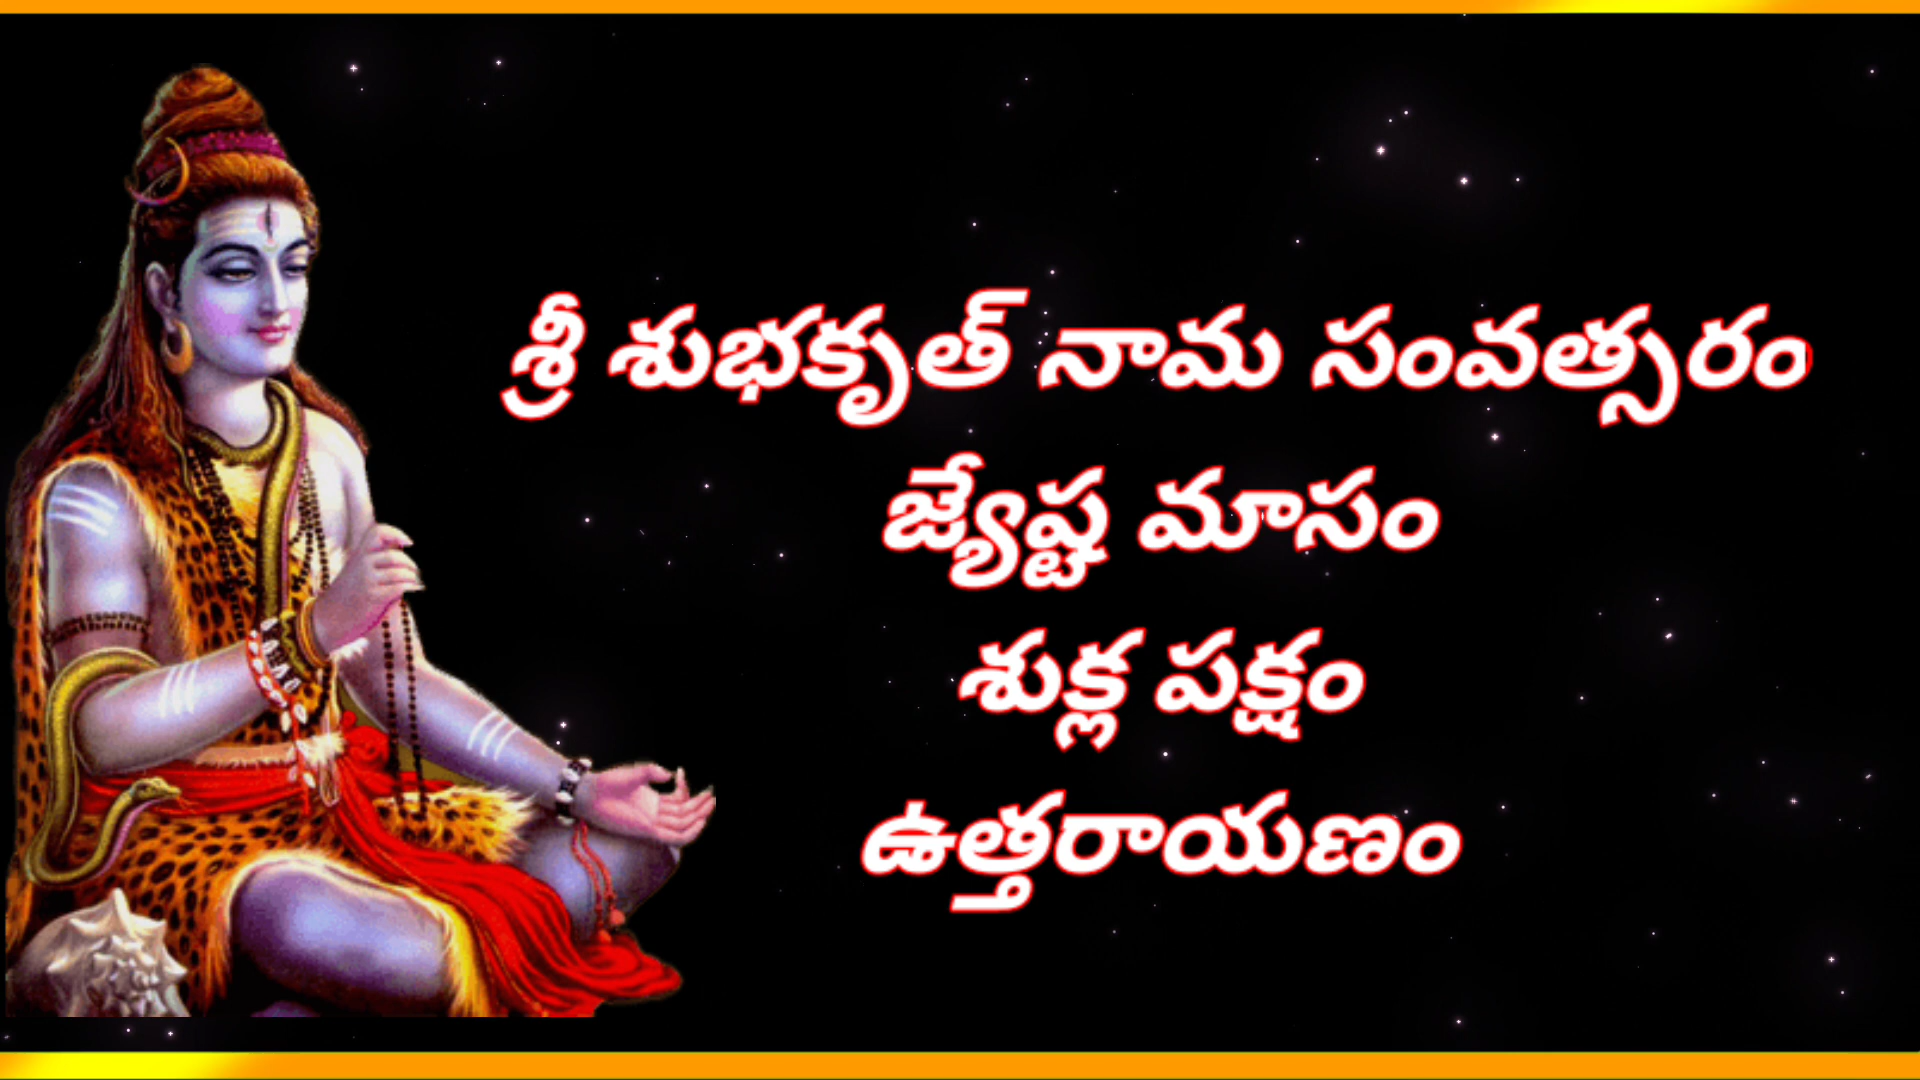 శ్రీ శుభకృత్ నామ సంవత్సరం
జ్యేష్ట మాసం
శుక్ల పక్షం
ఉత్తరాయణం